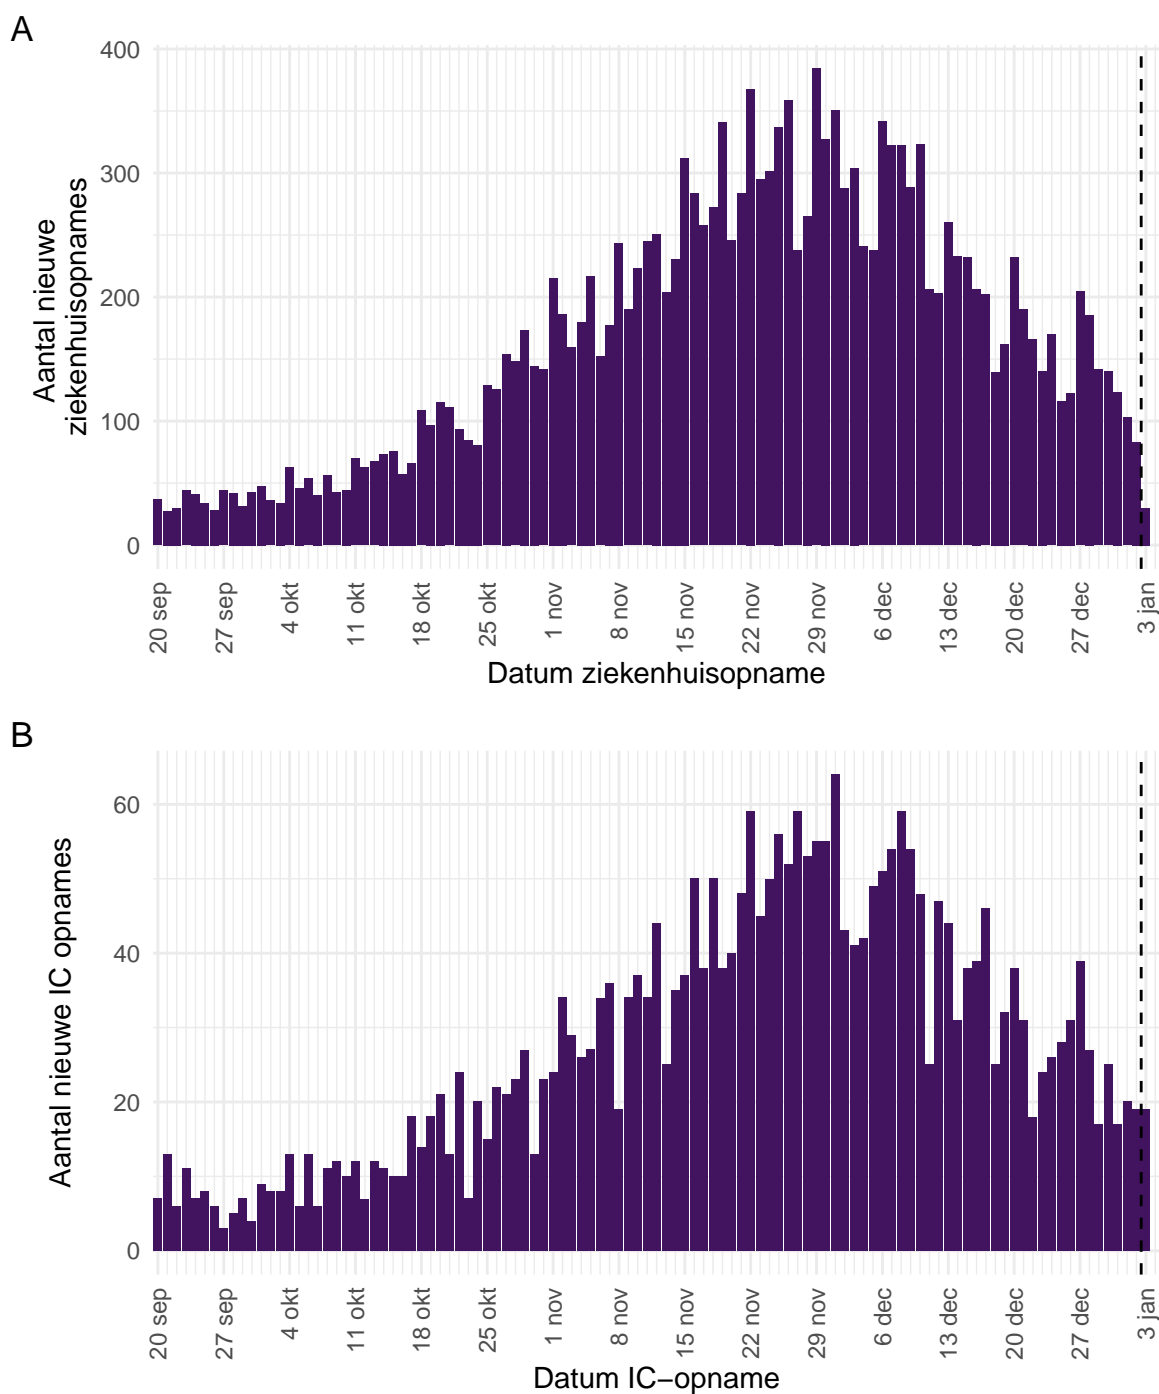 A
400
300
200
100
0
Aantal nieuwe
ziekenhuisopnames
20 sep
27 sep
4 okt
11 okt
18 okt
25 okt
1 nov
8 nov
15 nov
22 nov
29 nov
6 dec
13 dec
20 dec
27 dec
3 jan
Datum ziekenhuisopname
B
60
40
20
0
Aantal nieuwe IC opnames
20 sep
27 sep
4 okt
11 okt
18 okt
25 okt
1 nov
8 nov
15 nov
22 nov
29 nov
6 dec
13 dec
20 dec
27 dec
3 jan
Datum IC−opname